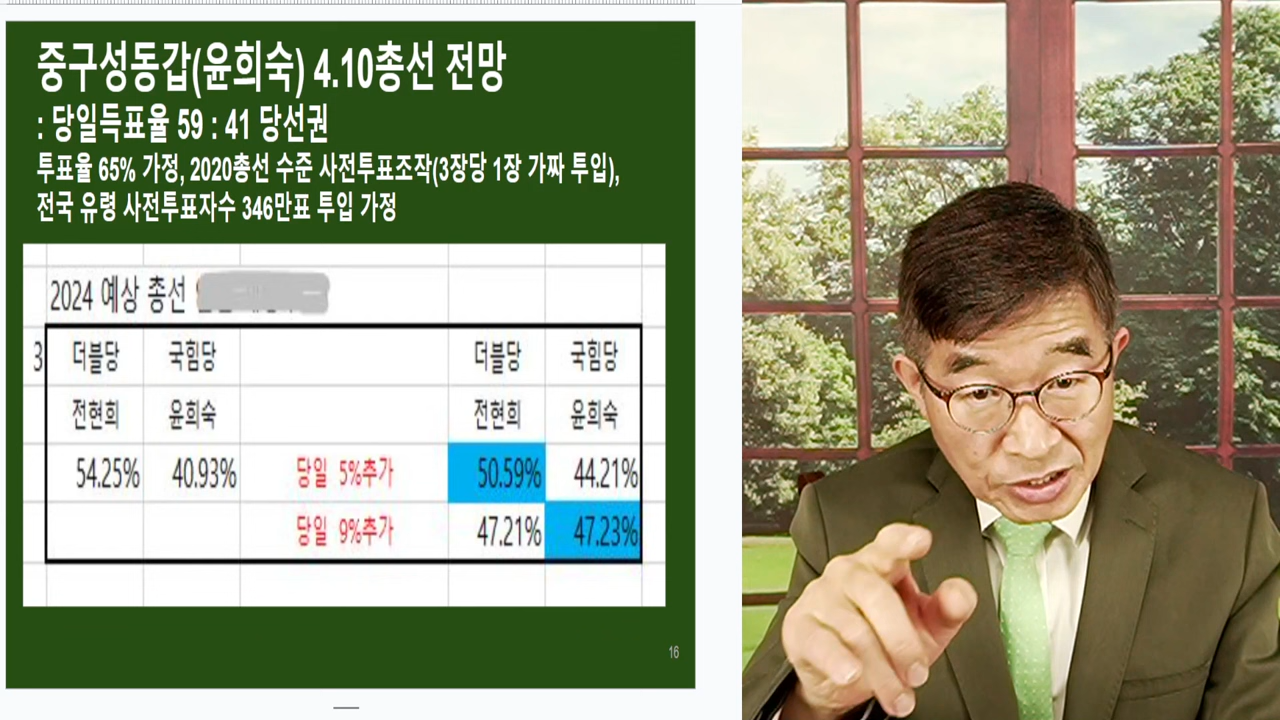 중구성동갑(윤희숙) 4.10총선 전망
: 당일득표율 59 : 41 당선권
투표율 65% 가정, 2020총선 수준 사전투표조작(3장당 1장 가짜 투입),
전국 유령 사전투표자수 346만표 투입 가정
2024 예상 총선
3 더블당 국힘당 더블당 국힘당
전현희 윤희숙 전현희 윤희숙
54.25% 40.93% 당일 5%추가 50.59% 44.21%
당일 9%추가 47.21% 47.23%
16